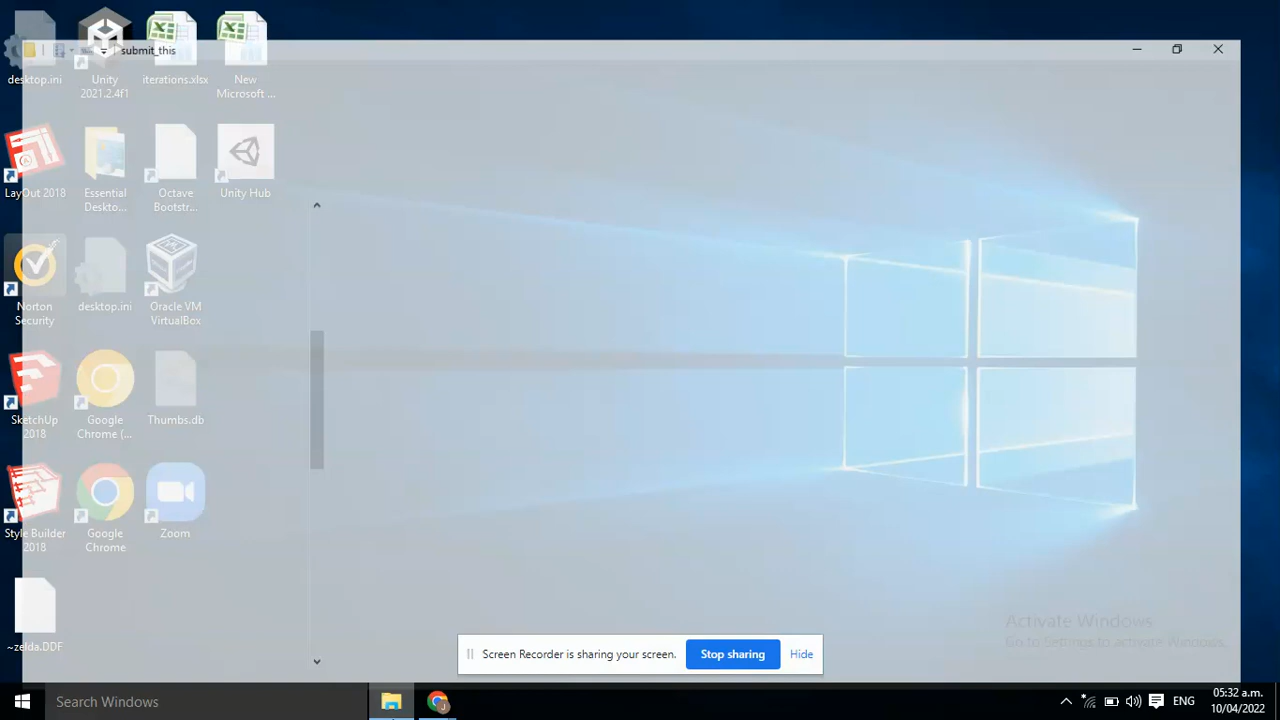 submit_this
desktop.ini
Unity
2021.2.4f1
iterations.xlsx
New
Microsoft ...
LayOut 2018
Essential
Deskto...
Octave
Bootstr...
Unity Hub
Norton
Security
desktop.ini
Oracle VM
VirtualBox
SketchUp
2018
Google
Chrome (...
Thumbs.db
Style Builder
2018
Google
Chrome
Zoom
~zelda.DDF
Activate Windows
Go to Settings to activate Windows.
Screen Recorder is sharing your screen.
Stop sharing
Hide
Search Windows
ENG
05:32 a.m.
10/04/2022